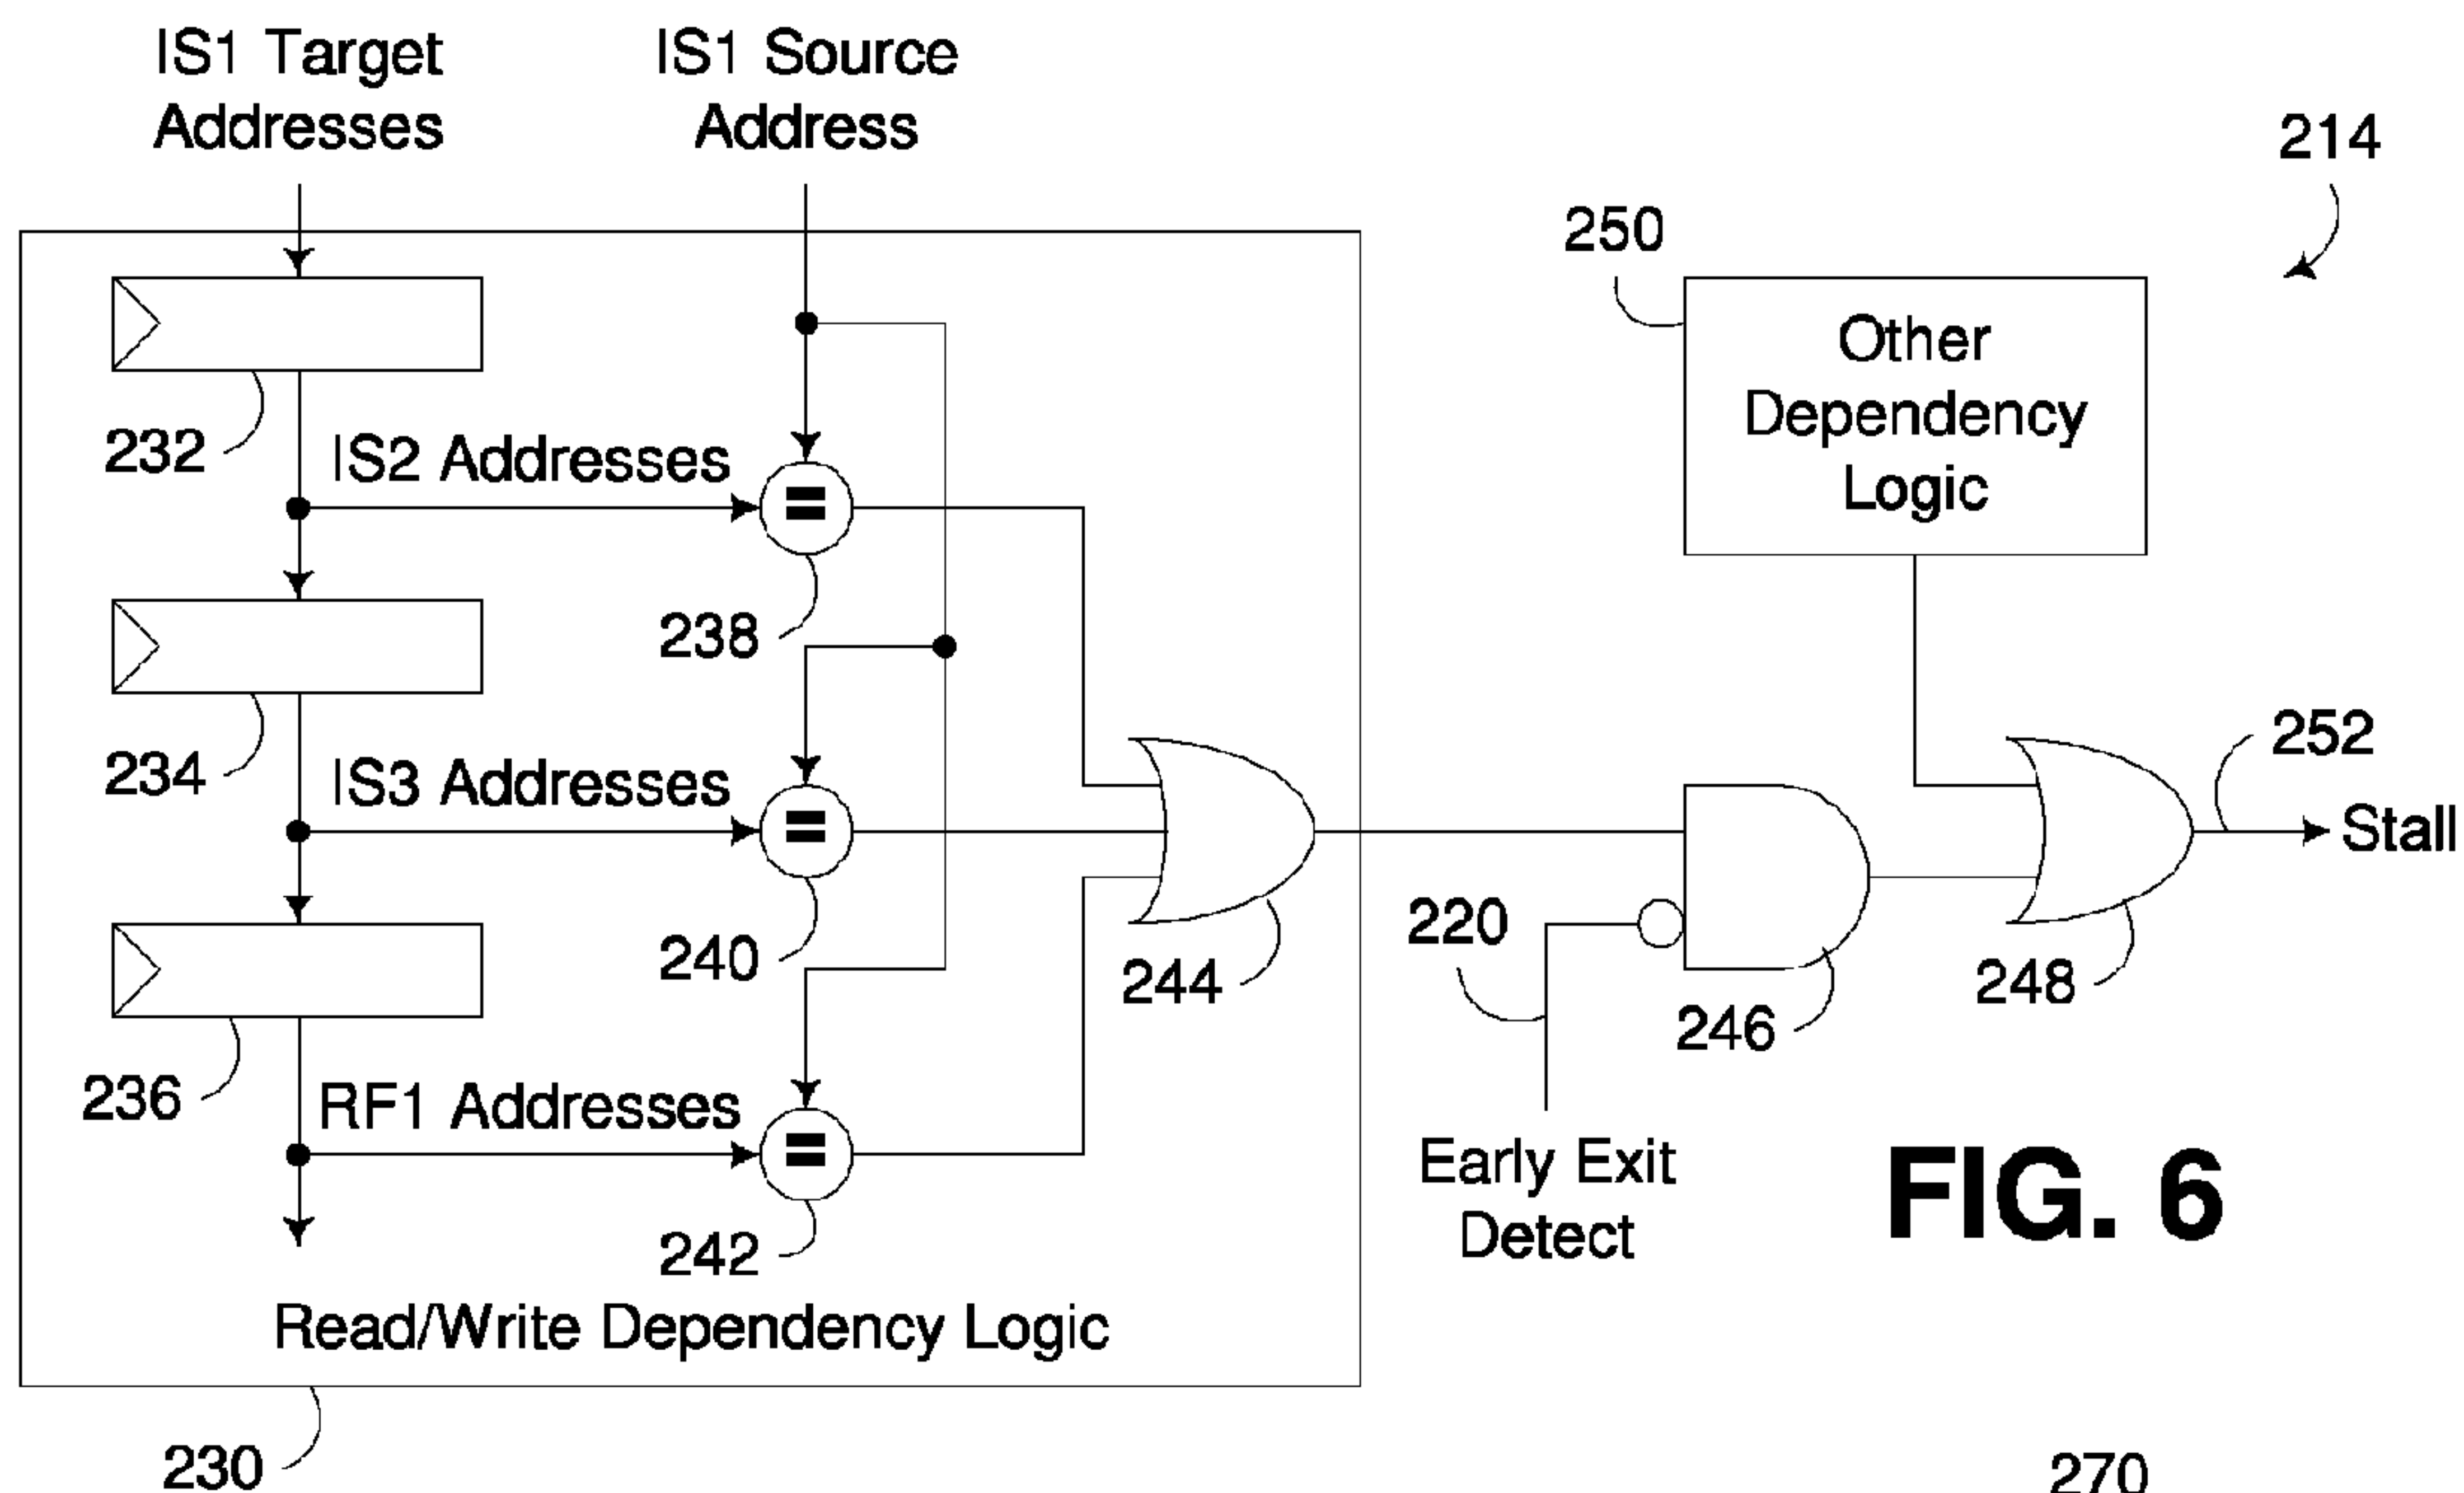 IS1 Target
Addresses
IS1 Source
Address
214
250
Other
Dependency
Logic
232
IS2 Addresses
238
234
IS3 Addresses
252
Stall
240
244
220
246
248
236
RF1 Addresses
242
Early Exit
Detect
FIG. 6
Read/Write Dependency Logic
230
270